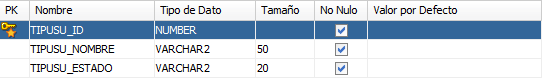 PK Nombre Tipo de Dato Tamaño No Nulo Valor por Defecto
TIPUSU_ID NUMBER
TIPUSU_NOMBRE VARCHAR2 50
TIPUSU_ESTADO VARCHAR2 20